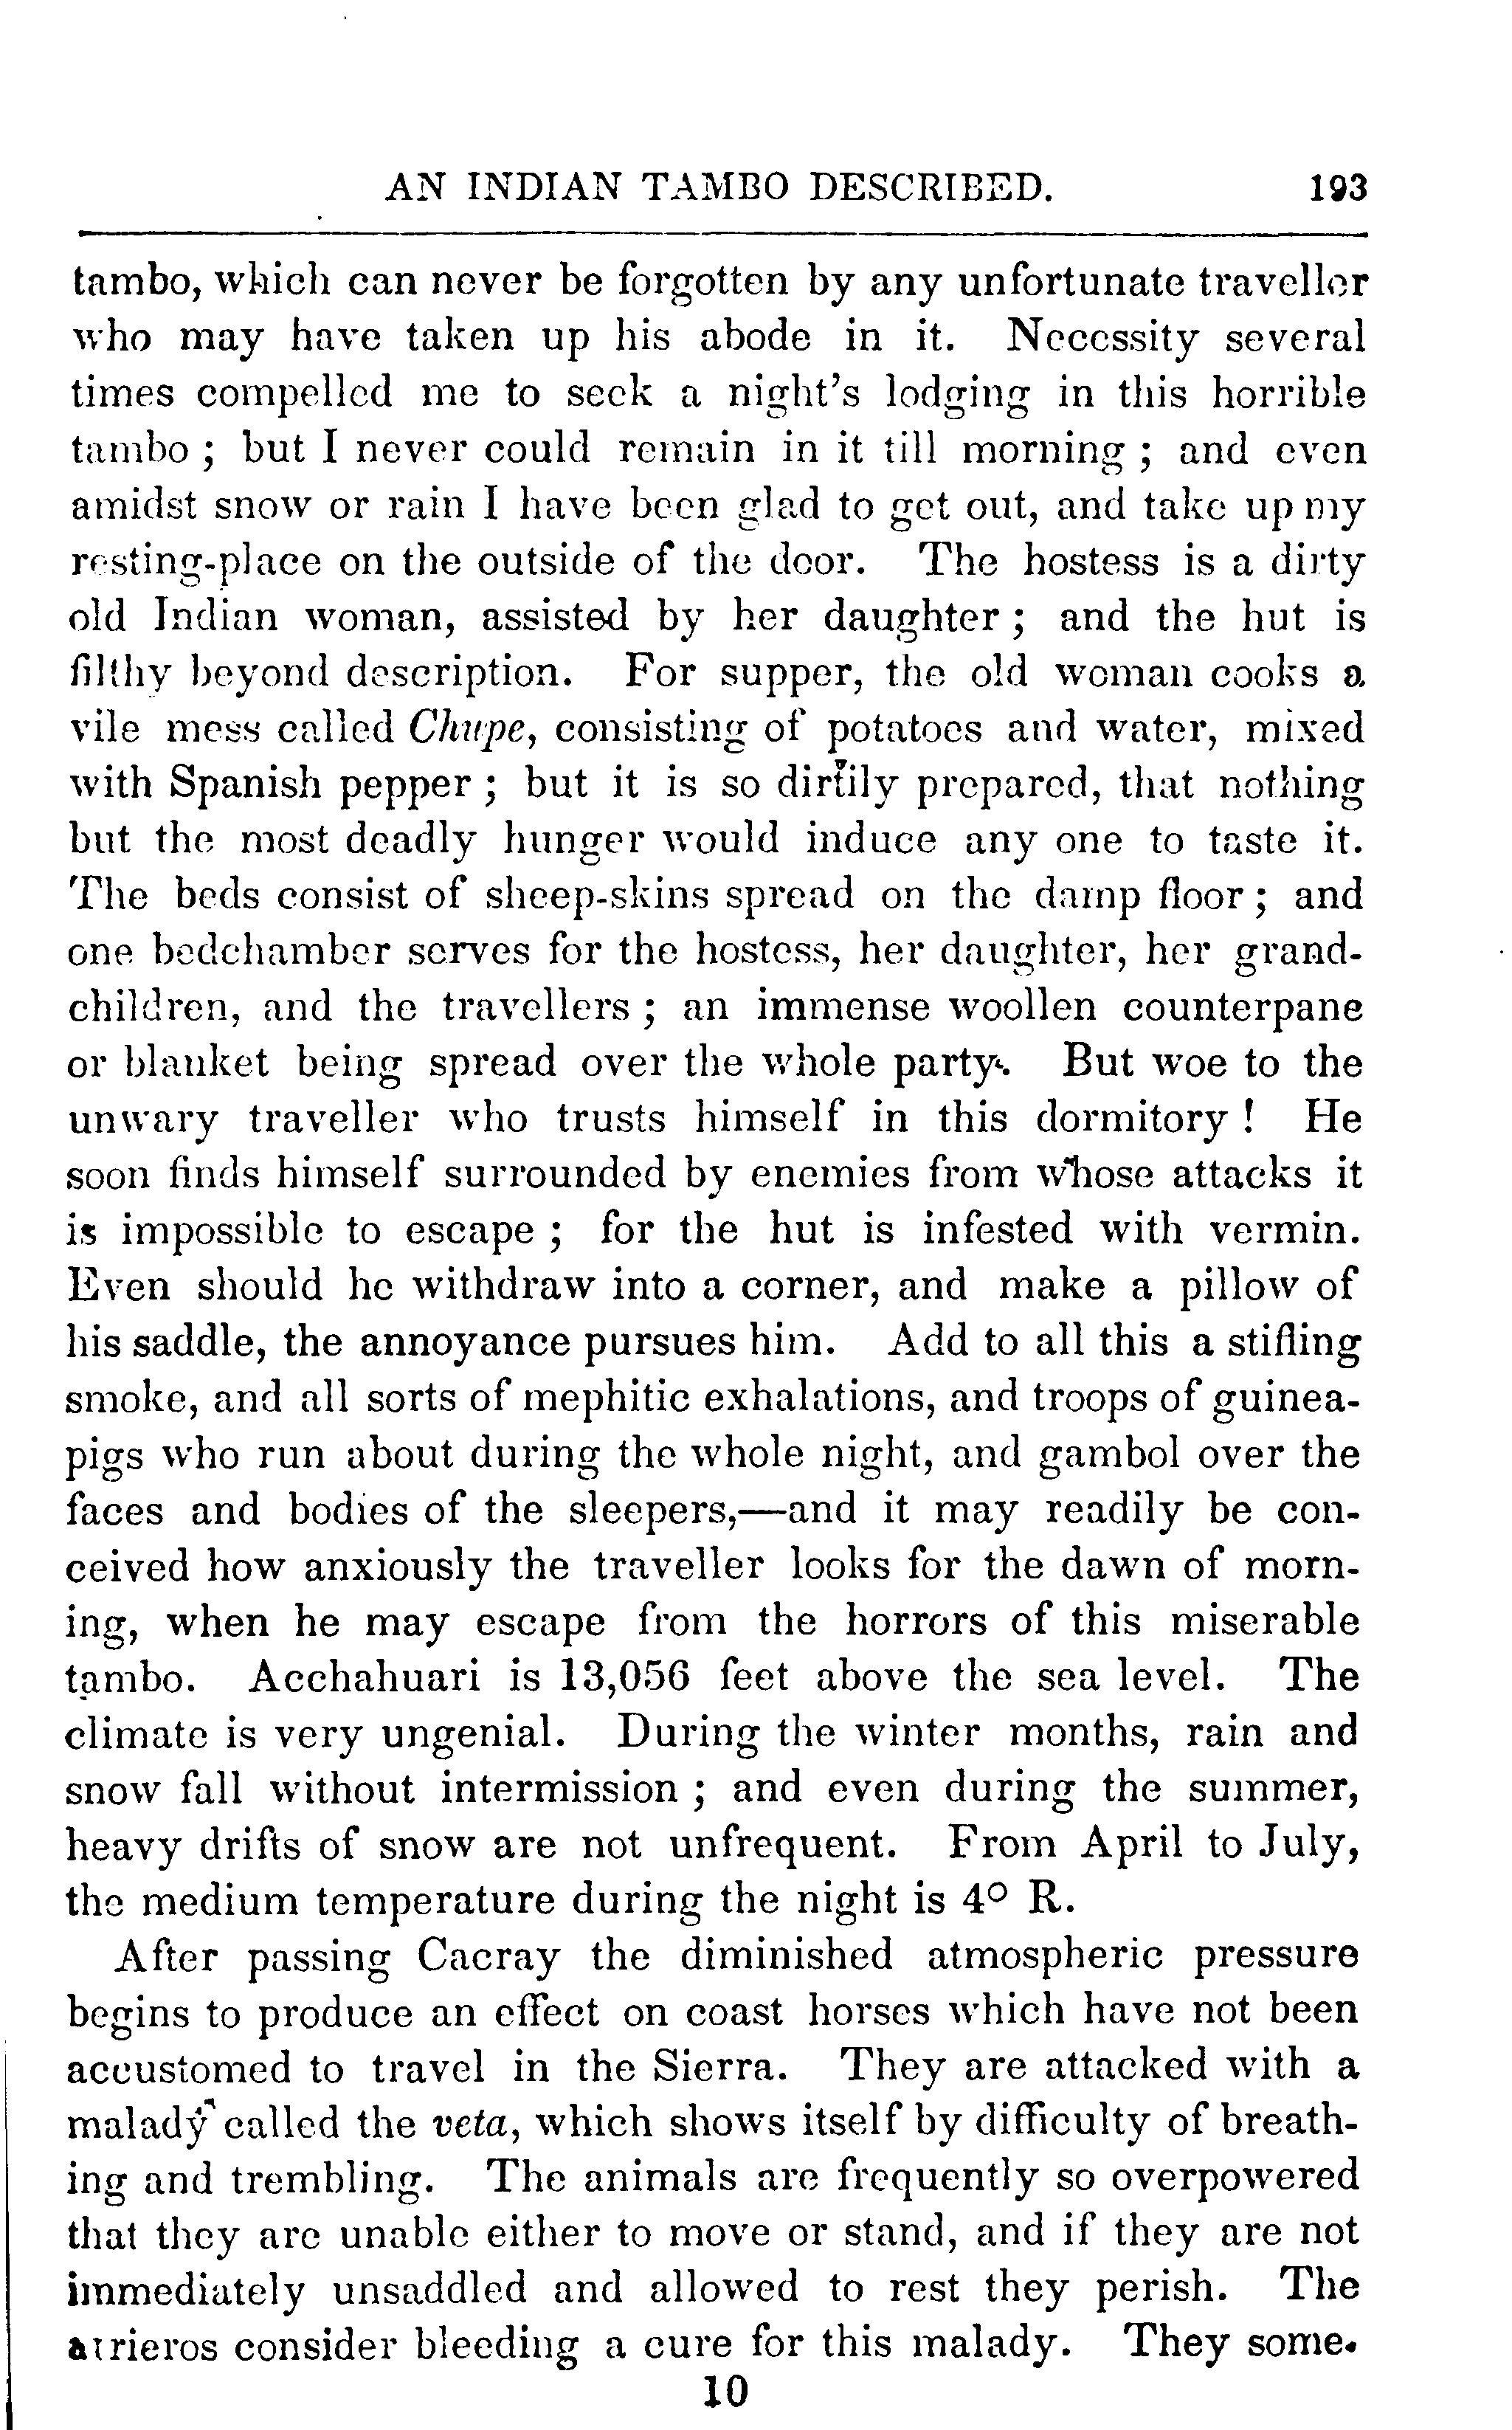 AN INDIAN TAMBO DESCRIBED. 193
tambo, which can never be forgotten by any unfortunate traveller
who may have taken up his abode in it. Necessity several
times compelled me to seek a night's lodging in this horrible
tambo ; but I never could remain in it till morning ; and even
amidst snow or rain I have been glad to get out, and take up my
resting-place on the outside of the door. The hostess is a dirty
old Indian woman, assisted by her daughter ; and the hut is
filthy beyond description. For supper, the old woman cooks a
vile mess called Chupe, consisting of potatoes and water, mixed
with Spanish pepper ; but it is so dirtily prepared, that nothing
but the most deadly hunger would induce any one to taste it.
The beds consist of sheep-skins spread on the damp floor ; and
one bedchamber serves for the hostess, her daughter, her grand-
children, and the travellers ; an immense woollen counterpane
or blanket being spread over the whole party. But woe to the
unwary traveller who trusts himself in this dormitory ! He
soon finds himself surrounded by enemies from whose attacks it
is impossible to escape ; for the hut is infested with vermin.
Even should he withdraw into a corner, and make a pillow of
his saddle, the annoyance pursues him. Add to all this a stifling
smoke, and all sorts of mephitic exhalations, and troops of guinea-
pigs who run about during the whole night, and gambol over the
faces and bodies of the sleepers,—and it may readily be con-
ceived how anxiously the traveller looks for the dawn of morn-
ing, when he may escape from the horrors of this miserable
tambo. Acchahuari is 13,056 feet above the sea level. The
climate is very ungenial. During the winter months, rain and
snow fall without intermission ; and even during the summer,
heavy drifts of snow are not unfrequent. From April to July,
the medium temperature during the night is 4° R.
After passing Cacray the diminished atmospheric pressure
begins to produce an effect on coast horses which have not been
accustomed to travel in the Sierra. They are attacked with a
malady called the veta, which shows itself by difficulty of breath-
ing and trembling. The animals are frequently so overpowered
that they are unable either to move or stand, and if they are not
immediately unsaddled and allowed to rest they perish. The
arrieros consider bleeding a cure for this malady. They some-
10